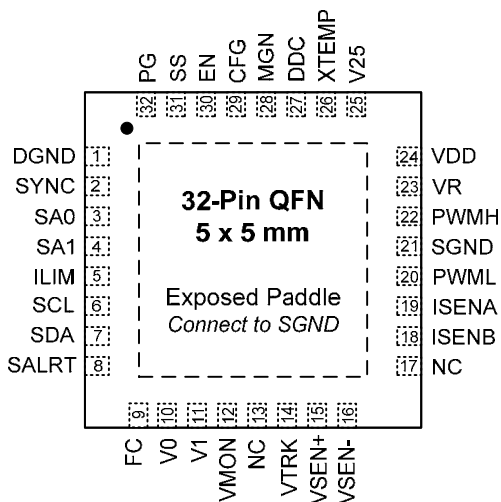 PG SS EN CFG MGN DDC XTEMP V25
32 31 30 29 28 27 26 25
DGND 1
SYNC 2
SA0 3
SA1 4
ILIM 5
SCL 6
SDA 7
SALRT 8
32-Pin QFN
5 x 5 mm
Exposed Paddle
Connect to SGND
24 VDD
23 VR
22 PWMH
21 SGND
20 PWML
19 ISENA
18 ISENB
17 NC
9 10 11 12 13 14 15 16
FC V0 V1 VMON NC VTRK VSEN+ VSEN-